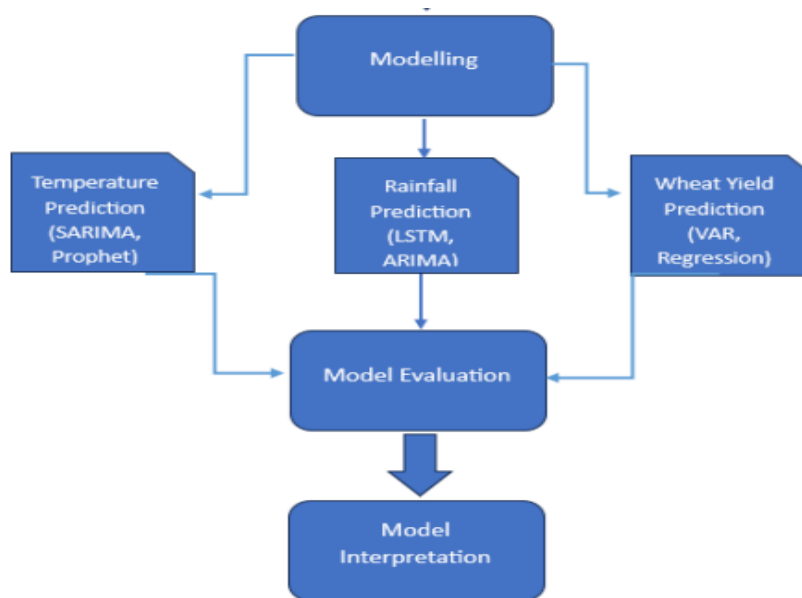 Modelling
Temperature
Prediction
(SARIMA,
Prophet)
Rainfall
Prediction
(LSTM,
ARIMA)
Wheat Yield
Prediction
(VAR,
Regression)
Model Evaluation
Model
Interpretation